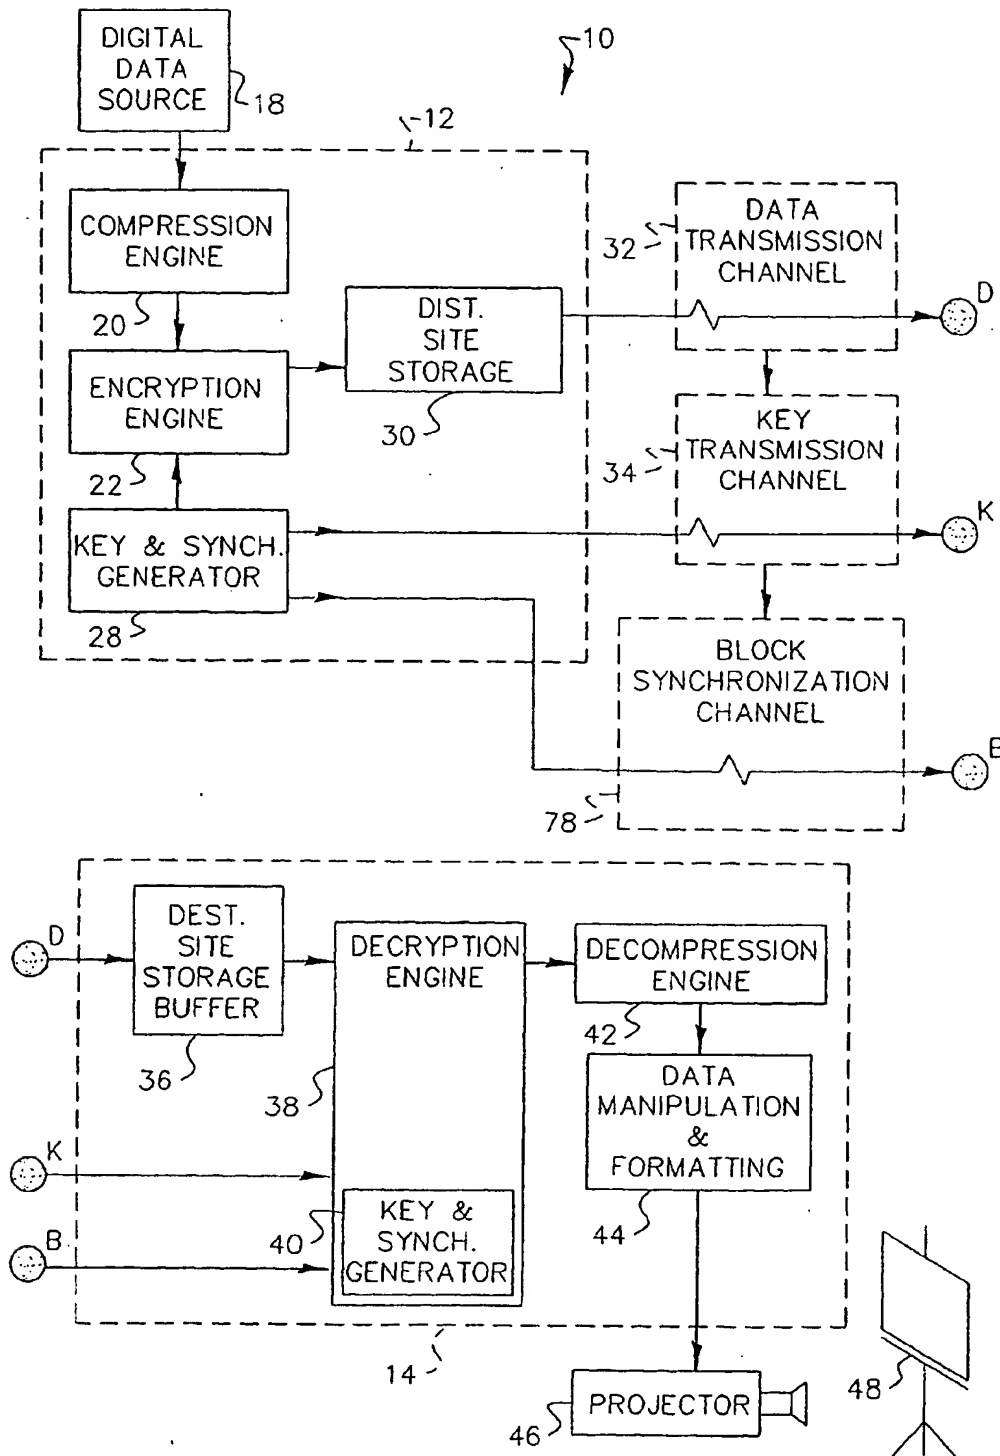 DIGITAL
DATA
SOURCE
18
10
12
COMPRESSION
ENGINE
20
ENCRYPTION
ENGINE
22
DIST.
SITE
STORAGE
30
KEY & SYNCH.
GENERATOR
28
DATA
TRANSMISSION
CHANNEL
32
D
KEY
TRANSMISSION
CHANNEL
34
K
BLOCK
SYNCHRONIZATION
CHANNEL
78
B
D
DEST.
SITE
STORAGE
BUFFER
36
DECRYPTION
ENGINE
38
DECOMPRESSION
ENGINE
42
DATA
MANIPULATION
&
FORMATTING
44
K
B
40
KEY &
SYNCH.
GENERATOR
14
PROJECTOR
46
48